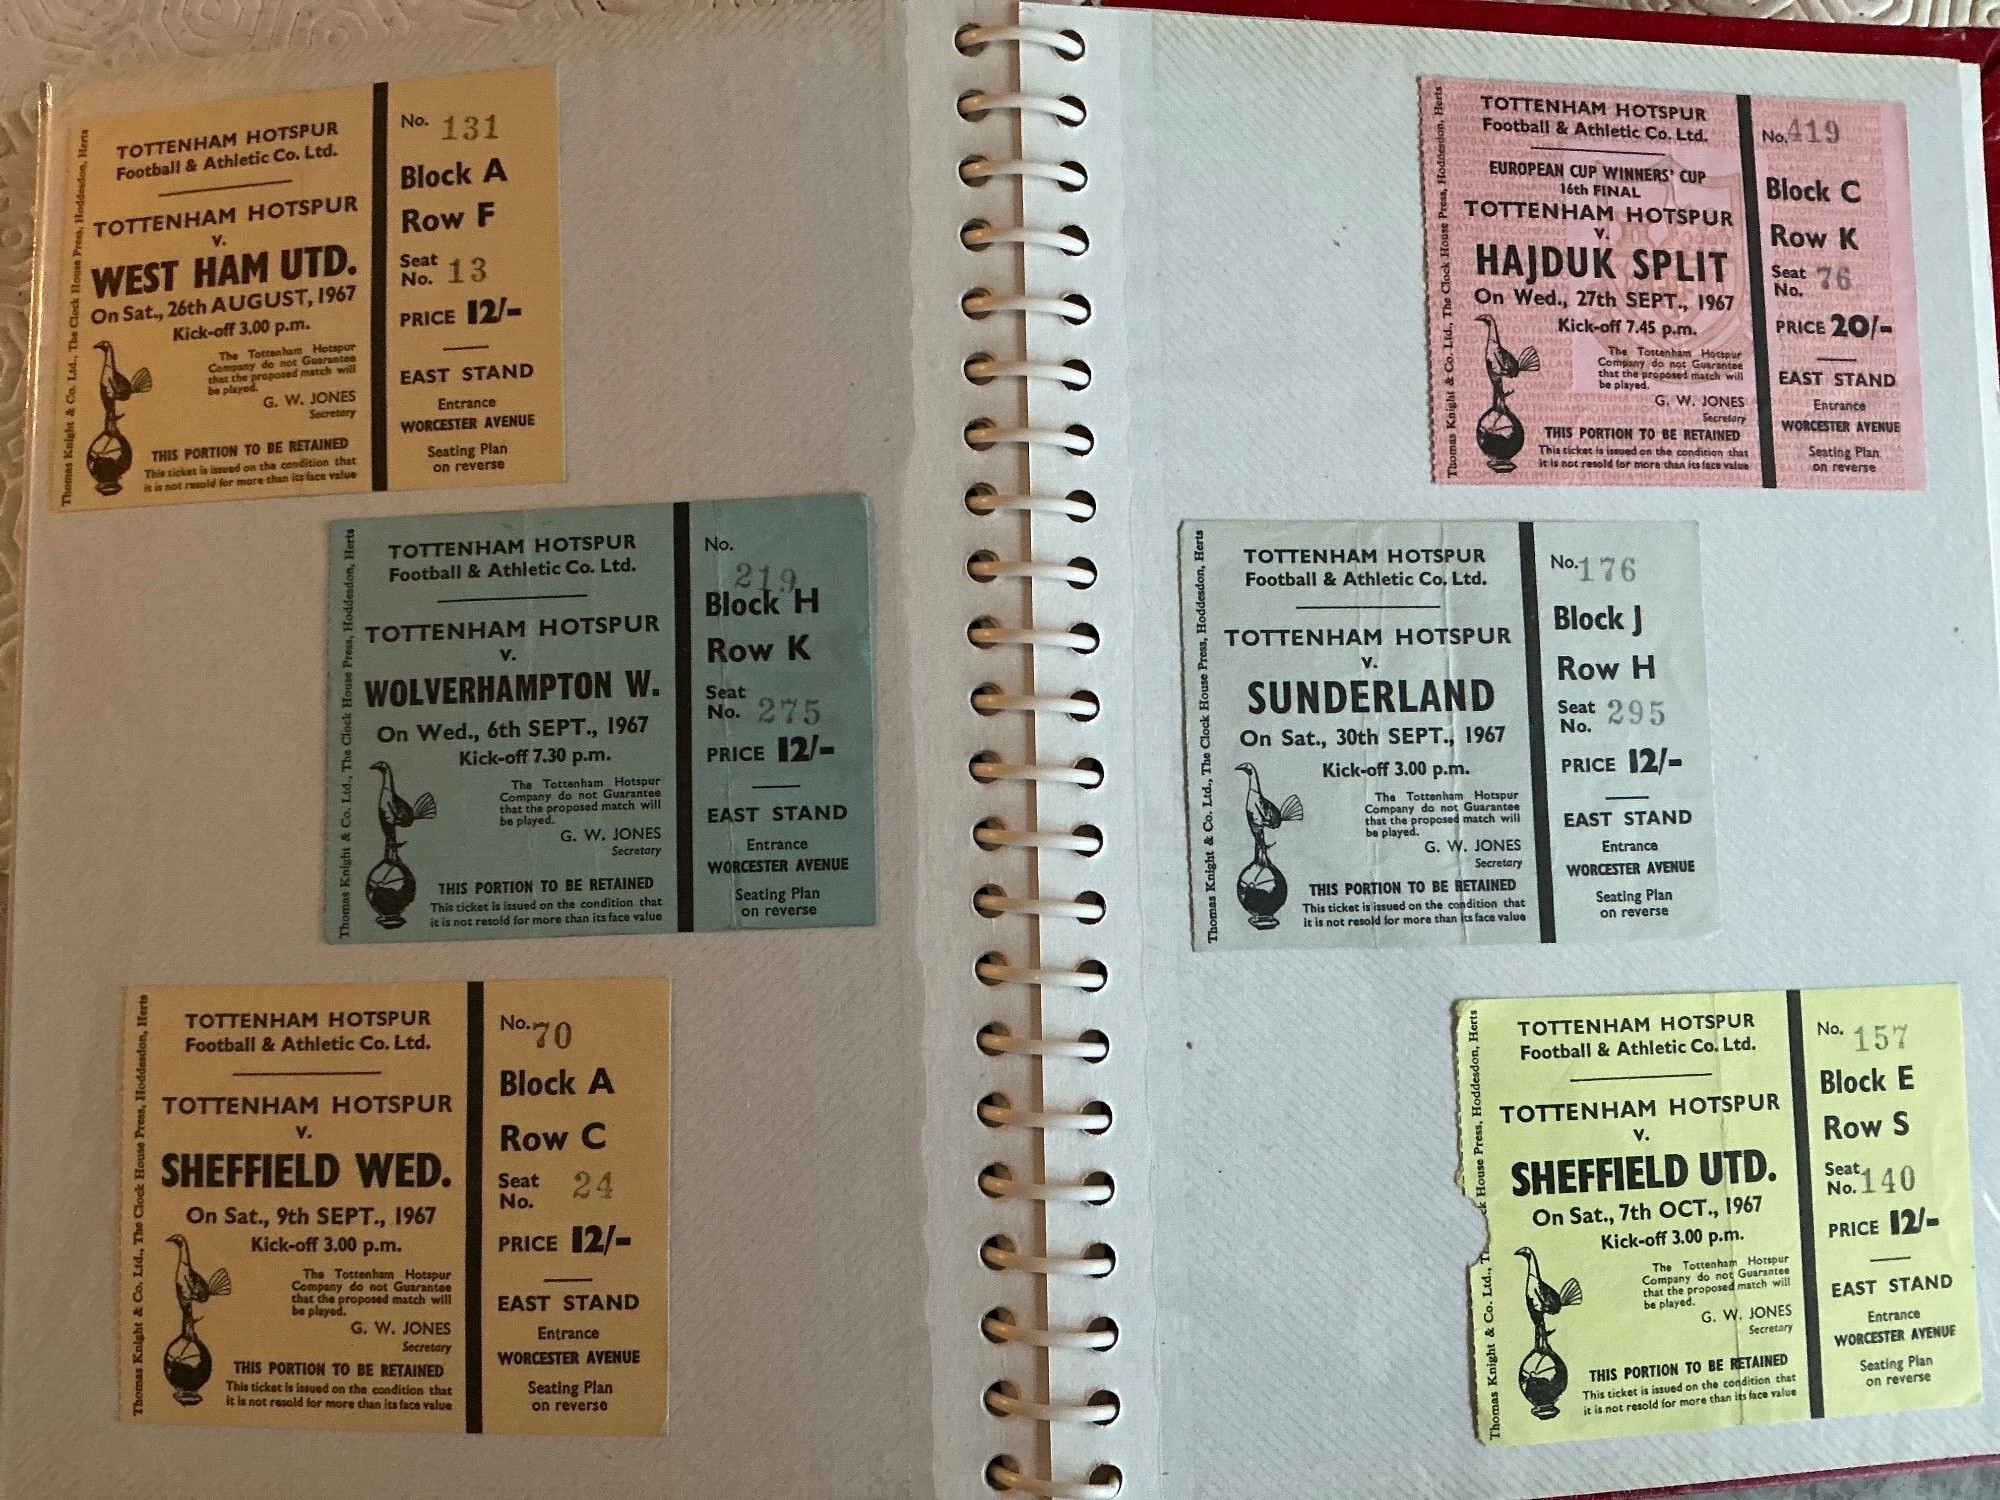 Thomas Knight & Co. Ltd., The Clock House Press, Hoddesdon, Herts
TOTTENHAM HOTSPUR
Football & Athletic Co. Ltd.
TOTTENHAM HOTSPUR
v.
WEST HAM UTD.
On Sat., 26th AUGUST, 1967
Kick-off 3.00 p.m.
The Tottenham Hotspur
Company do not Guarantee
that the proposed match will
be played.
G. W. JONES
Secretary
THIS PORTION TO BE RETAINED
This ticket is issued on the condition that
it is not resold for more than its face value
No. 131
Block A
Row F
Seat
No. 13
PRICE 12/-
EAST STAND
Entrance
WORCESTER AVENUE
Seating Plan
on reverse
Thomas Knight & Co. Ltd., The Clock House Press, Hoddesdon, Herts
TOTTENHAM HOTSPUR
Football & Athletic Co. Ltd.
TOTTENHAM HOTSPUR
v.
WOLVERHAMPTON W.
On Wed., 6th SEPT., 1967
Kick-off 7.30 p.m.
The Tottenham Hotspur
Company do not Guarantee
that the proposed match will
be played.
G. W. JONES
Secretary
THIS PORTION TO BE RETAINED
This ticket is issued on the condition that
it is not resold for more than its face value
No.
219
Block H
Row K
Seat
No. 275
PRICE 12/-
EAST STAND
Entrance
WORCESTER AVENUE
Seating Plan
on reverse
Thomas Knight & Co. Ltd., The Clock House Press, Hoddesdon, Herts
TOTTENHAM HOTSPUR
Football & Athletic Co. Ltd.
TOTTENHAM HOTSPUR
v.
SHEFFIELD WED.
On Sat., 9th SEPT., 1967
Kick-off 3.00 p.m.
The Tottenham Hotspur
Company do not Guarantee
that the proposed match will
be played.
G. W. JONES
Secretary
THIS PORTION TO BE RETAINED
This ticket is issued on the condition that
it is not resold for more than its face value
No. 70
Block A
Row C
Seat
No. 24
PRICE 12/-
EAST STAND
Entrance
WORCESTER AVENUE
Seating Plan
on reverse
Thomas Knight & Co. Ltd., The Clock House Press, Hoddesdon, Herts
TOTTENHAM HOTSPUR
Football & Athletic Co. Ltd.
EUROPEAN CUP WINNERS' CUP
16th FINAL
TOTTENHAM HOTSPUR
v.
HAJDUK SPLIT
On Wed., 27th SEPT., 1967
Kick-off 7.45 p.m.
The Tottenham Hotspur
Company do not Guarantee
that the proposed match will
be played.
G. W. JONES
Secretary
THIS PORTION TO BE RETAINED
This ticket is issued on the condition that
it is not resold for more than its face value
No. 419
Block C
Row K
Seat
No. 76
PRICE 20/-
EAST STAND
Entrance
WORCESTER AVENUE
Seating Plan
on reverse
Thomas Knight & Co. Ltd., The Clock House Press, Hoddesdon, Herts
TOTTENHAM HOTSPUR
Football & Athletic Co. Ltd.
TOTTENHAM HOTSPUR
v.
SUNDERLAND
On Sat., 30th SEPT., 1967
Kick-off 3.00 p.m.
The Tottenham Hotspur
Company do not Guarantee
that the proposed match will
be played.
G. W. JONES
Secretary
THIS PORTION TO BE RETAINED
This ticket is issued on the condition that
it is not resold for more than its face value
No. 176
Block J
Row H
Seat
No. 295
PRICE 12/-
EAST STAND
Entrance
WORCESTER AVENUE
Seating Plan
on reverse
Thomas Knight & Co. Ltd., House Press, Hoddesdon, Herts
TOTTENHAM HOTSPUR
Football & Athletic Co. Ltd.
TOTTENHAM HOTSPUR
v.
SHEFFIELD UTD.
On Sat., 7th OCT., 1967
Kick-off 3.00 p.m.
The Tottenham Hotspur
Company do not Guarantee
that the proposed match will
be played.
G. W. JONES
Secretary
THIS PORTION TO BE RETAINED
This ticket is issued on the condition that
it is not resold for more than its face value
No. 157
Block E
Row S
Seat
No. 140
PRICE 12/-
EAST STAND
Entrance
WORCESTER AVENUE
Seating Plan
on reverse